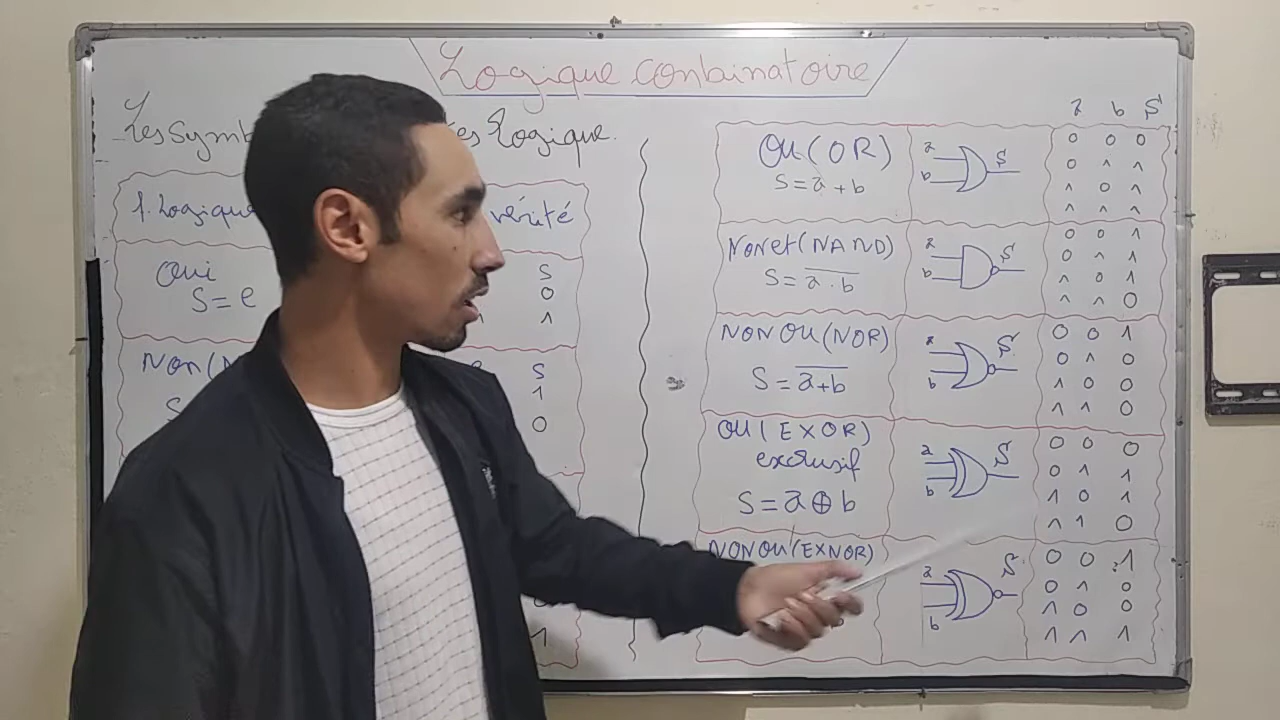 Logique conbinatoire
Les Symb es Logique.
1. Logique vérité
Oui
S = e
S
0
1
Non(N
S
S
1
0
1
a b S
OU (OR)
S = a + b
a
b
S
0 0 0
0 1 1
1 0 1
1 1 1
Non et (NAND)
S = \overline{a . b}
a
b
S
0 0 1
0 1 1
1 0 1
1 1 0
NON OU (NOR)
S = \overline{a+b}
a
b
S
0 0 1
0 1 0
1 0 0
1 1 0
OU (EXOR)
exclusif
S = a ⊕ b
a
b
S
0 0 0
0 1 1
1 0 1
1 1 0
NON OU (EXNOR)
b
a
b
S
0 0 1
0 1 0
1 0 0
1 1 1